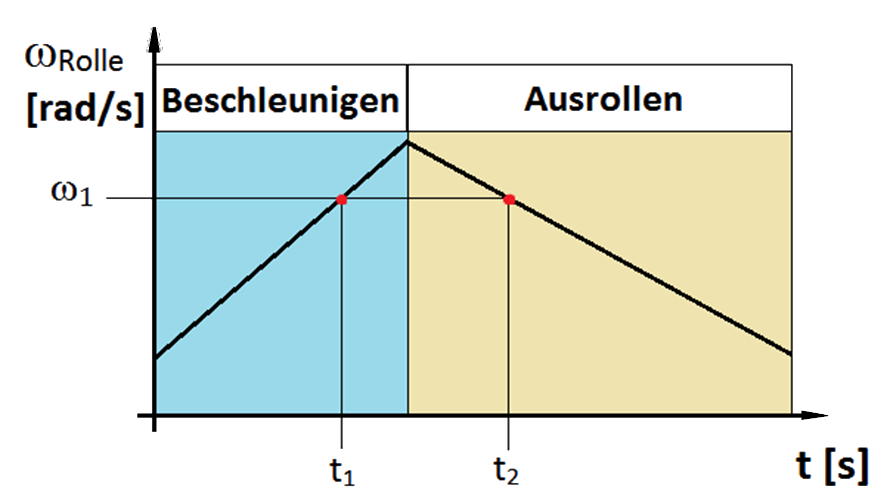 ωRolle
[rad/s]
Beschleunigen
Ausrollen
ω1
t1
t2
t [s]